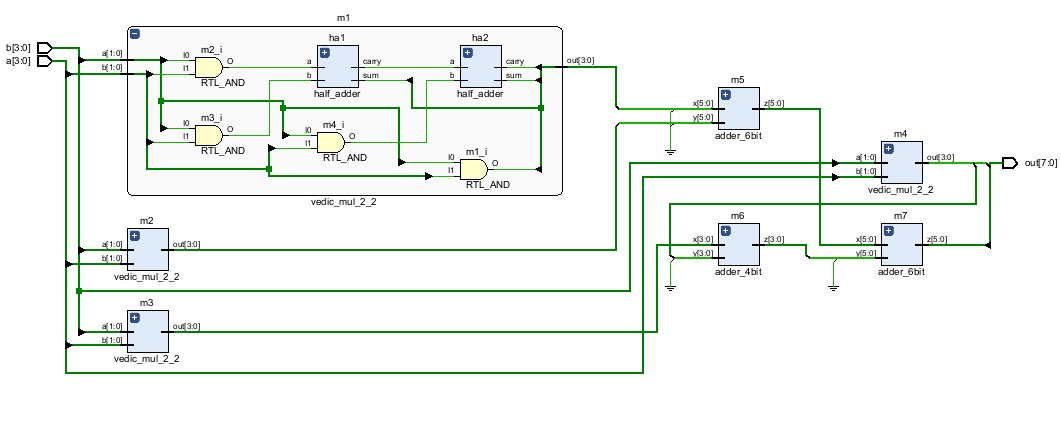 m1
b[3:0]
a[3:0]
a[1:0]
b[1:0]
m2_i
I0
I1
O
RTL_AND
ha1
a
b
carry
sum
half_adder
ha2
a
b
carry
sum
half_adder
out[3:0]
m3_i
I0
I1
O
RTL_AND
m4_i
I0
I1
O
RTL_AND
m1_i
I0
I1
O
RTL_AND
vedic_mul_2_2
m5
x[5:0]
y[5:0]
z[5:0]
adder_6bit
m4
a[1:0]
b[1:0]
out[3:0]
vedic_mul_2_2
out[7:0]
m2
a[1:0]
b[1:0]
out[3:0]
vedic_mul_2_2
m6
x[3:0]
y[3:0]
z[3:0]
adder_4bit
m7
x[5:0]
y[5:0]
z[5:0]
adder_6bit
m3
a[1:0]
b[1:0]
out[3:0]
vedic_mul_2_2